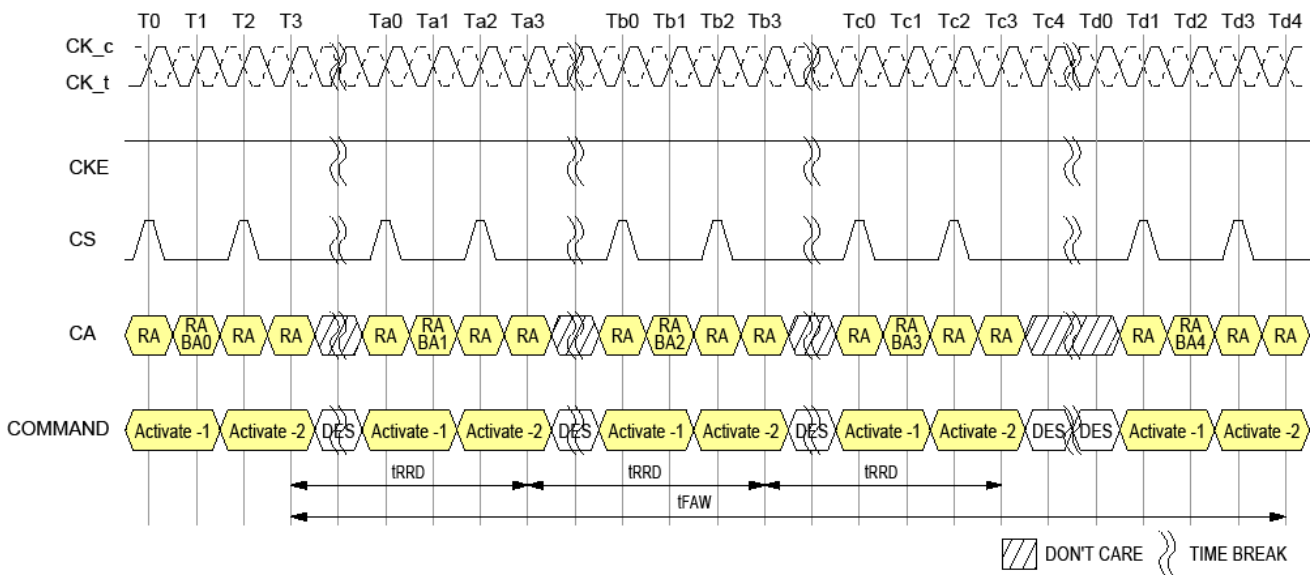 T0 T1 T2 T3 Ta0 Ta1 Ta2 Ta3 Tb0 Tb1 Tb2 Tb3 Tc0 Tc1 Tc2 Tc3 Tc4 Td0 Td1 Td2 Td3 Td4
CK_c
CK_t
CKE
CS
CA RA RA BA0 RA RA RA RA BA1 RA RA RA RA BA2 RA RA RA RA BA3 RA RA RA RA BA4 RA RA
COMMAND Activate -1 Activate -2 DES Activate -1 Activate -2 DES Activate -1 Activate -2 DES Activate -1 Activate -2 DES DES Activate -1 Activate -2
tRRD tRRD tRRD
tFAW
DON'T CARE TIME BREAK